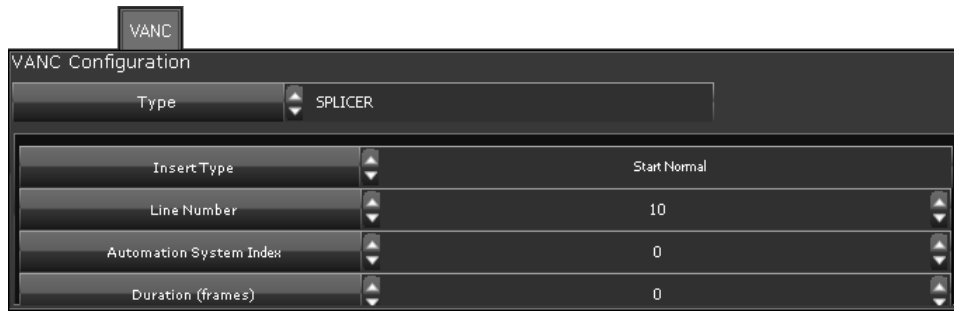 VANC
VANC Configuration
Type SPLICER
Insert Type Start Normal
Line Number 10
Automation System Index 0
Duration (frames) 0